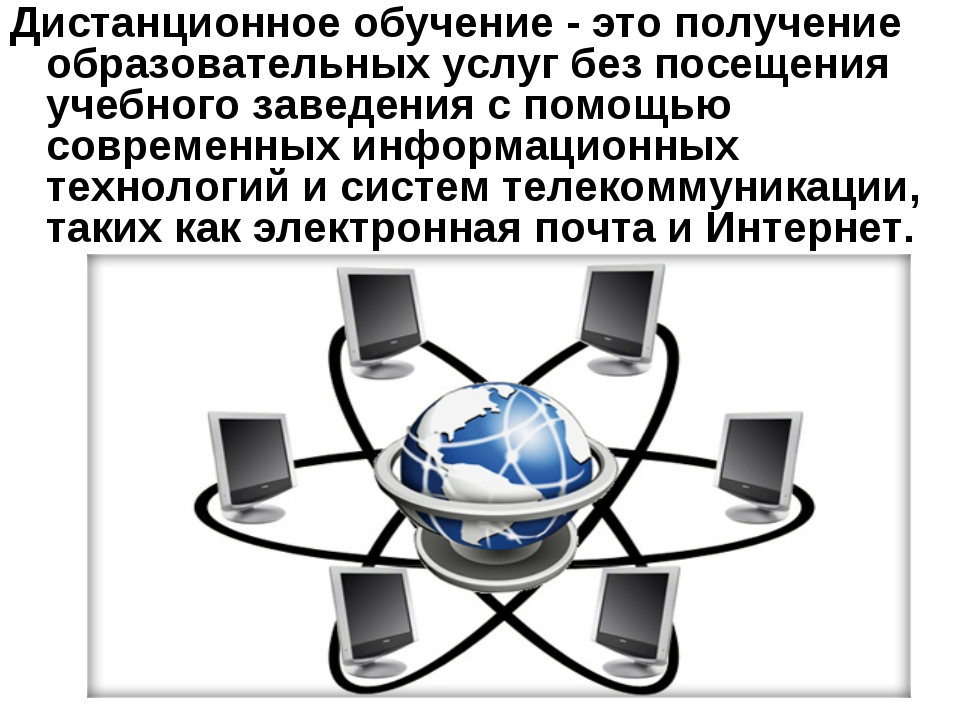 Дистанционное обучение - это получение
образовательных услуг без посещения
учебного заведения с помощью
современных информационных
технологий и систем телекоммуникации,
таких как электронная почта и Интернет.